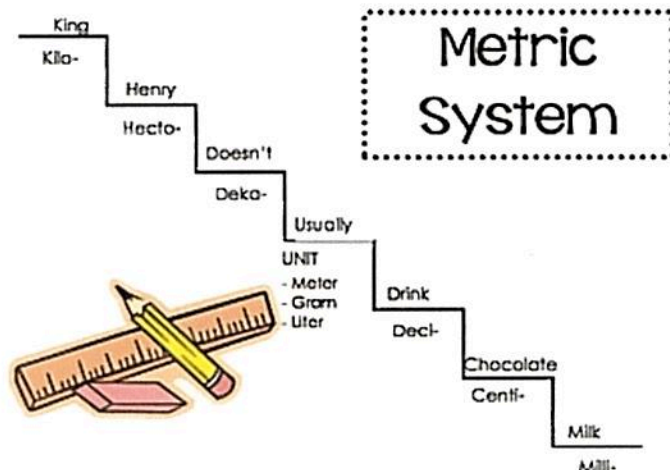 King
Kilo-
Metric
System
Henry
Hecto-
Doesn't
Deka-
Usually
UNIT
- Meter
- Gram
- Liter
Drink
Deci-
Chocolate
Centi-
Milk
Milli-